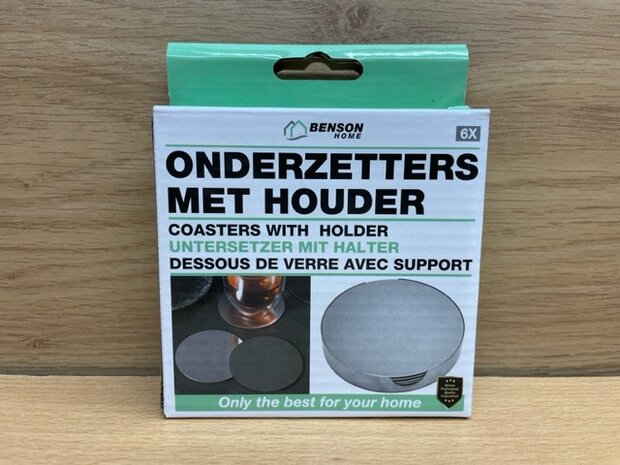 BENSON
HOME
6X
ONDERZETTERS
MET HOUDER
COASTERS WITH HOLDER
UNTERSETZER MIT HALTER
DESSOUS DE VERRE AVEC SUPPORT
Only the best for your home